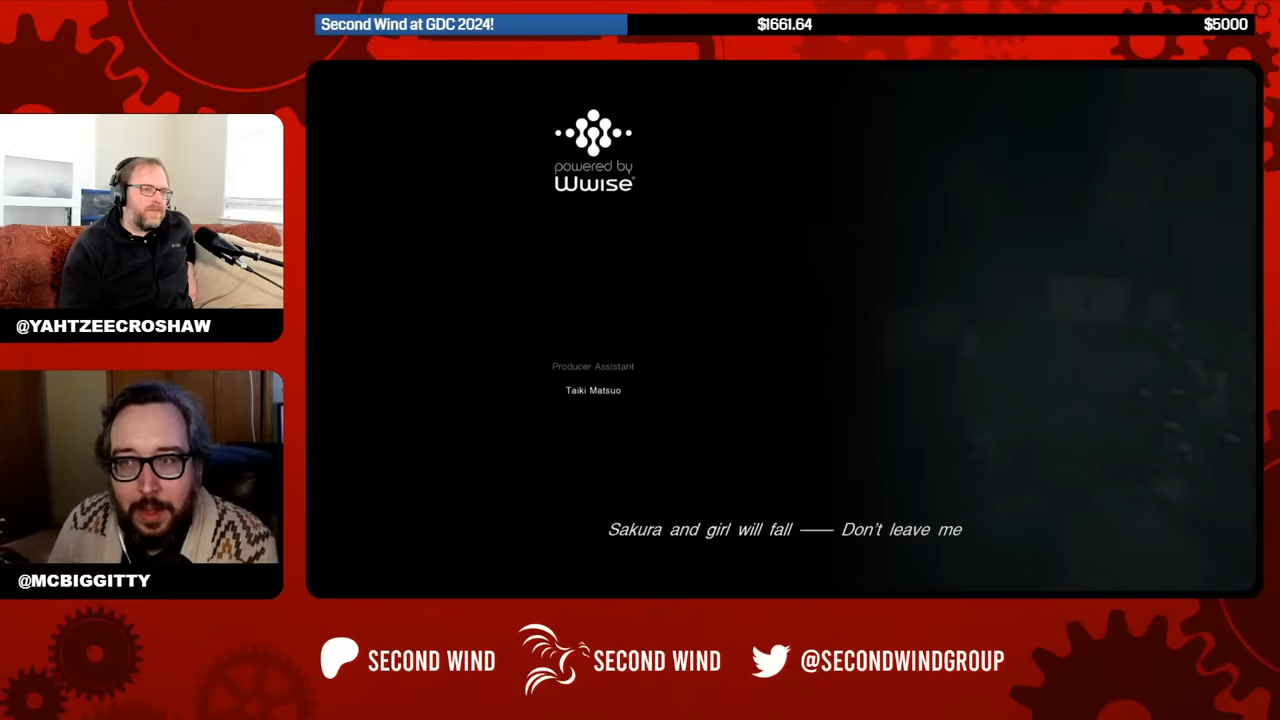 Second Wind at GDC 2024! $1661.64 $5000
powered by
Wwise®
@YAHTZEECROSHAW
Producer Assistant
Taiki Matsuo
Sakura and girl will fall —— Don't leave me
@MCBIGGITTY
SECOND WIND SECOND WIND @SECONDWINDGROUP